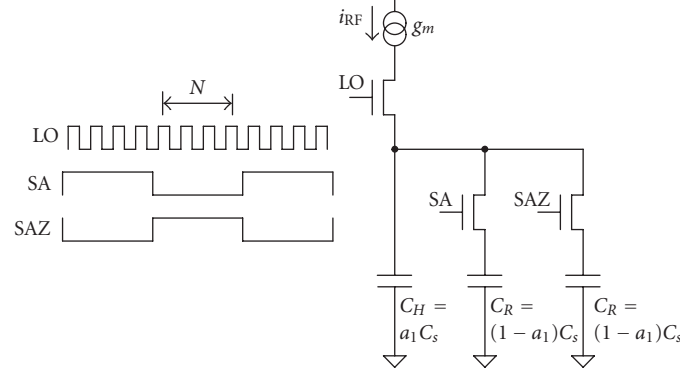 i_RF
g_m
LO
N
LO
SA
SAZ
SA
SAZ
C_H =
a_1C_s
C_R =
(1 − a_1)C_s
C_R =
(1 − a_1)C_s